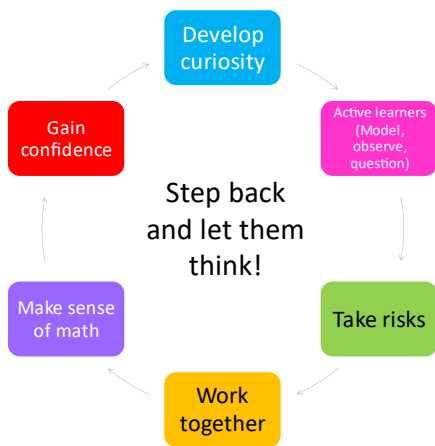 Develop
curiosity
Active learners
(Model,
observe,
question)
Take risks
Work
together
Make sense
of math
Gain
confidence
Step back
and let them
think!